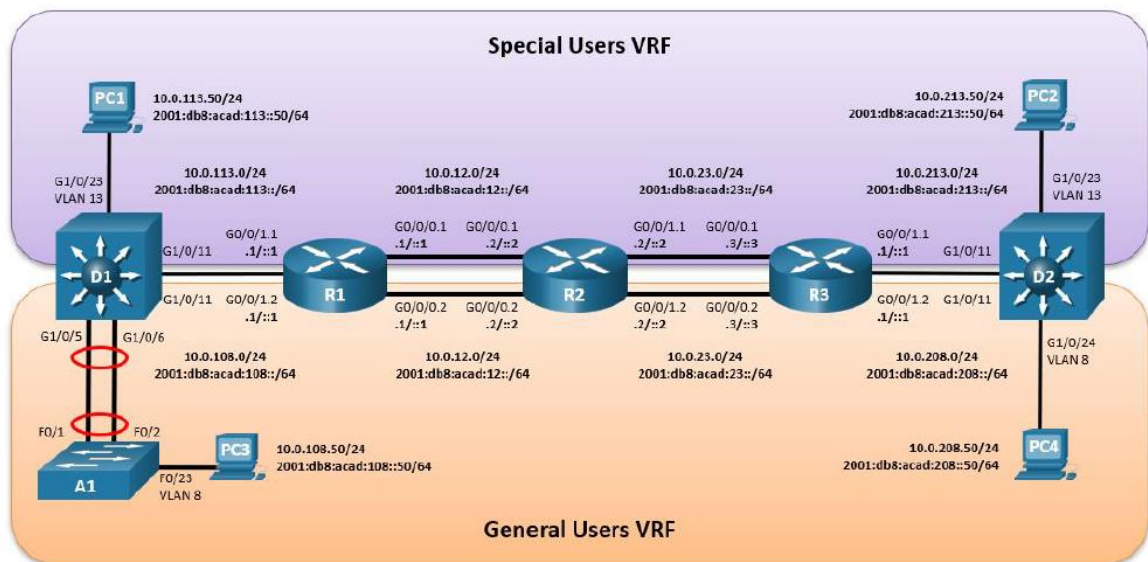 Special Users VRF
PC1
10.0.113.50/24
2001:db8:acad:113::50/64
10.0.213.50/24
2001:db8:acad:213::50/64
PC2
G1/0/23
VLAN 13
10.0.113.0/24
2001:db8:acad:113::/64
10.0.12.0/24
2001:db8:acad:12::/64
10.0.23.0/24
2001:db8:acad:23::/64
10.0.213.0/24
2001:db8:acad:213::/64
G1/0/23
VLAN 13
D1
G1/0/11
G0/0/1.1
.1/::1
R1
G0/0/0.1
.1/::1
G0/0/0.1
.2/::2
R2
G0/0/1.1
.2/::2
G0/0/0.1
.3/::3
R3
G0/0/1.1
.1/::1
G1/0/11
D2
G1/0/11
G0/0/1.2
.1/::1
G0/0/0.2
.1/::1
G0/0/0.2
.2/::2
G0/0/1.2
.2/::2
G0/0/0.2
.3/::3
G0/0/1.2
.1/::1
G1/0/11
G1/0/5
G1/0/6
10.0.108.0/24
2001:db8:acad:108::/64
10.0.12.0/24
2001:db8:acad:12::/64
10.0.23.0/24
2001:db8:acad:23::/64
10.0.208.0/24
2001:db8:acad:208::/64
G1/0/24
VLAN 8
F0/1
F0/2
A1
F0/23
VLAN 8
PC3
10.0.108.50/24
2001:db8:acad:108::50/64
10.0.208.50/24
2001:db8:acad:208::50/64
PC4
General Users VRF